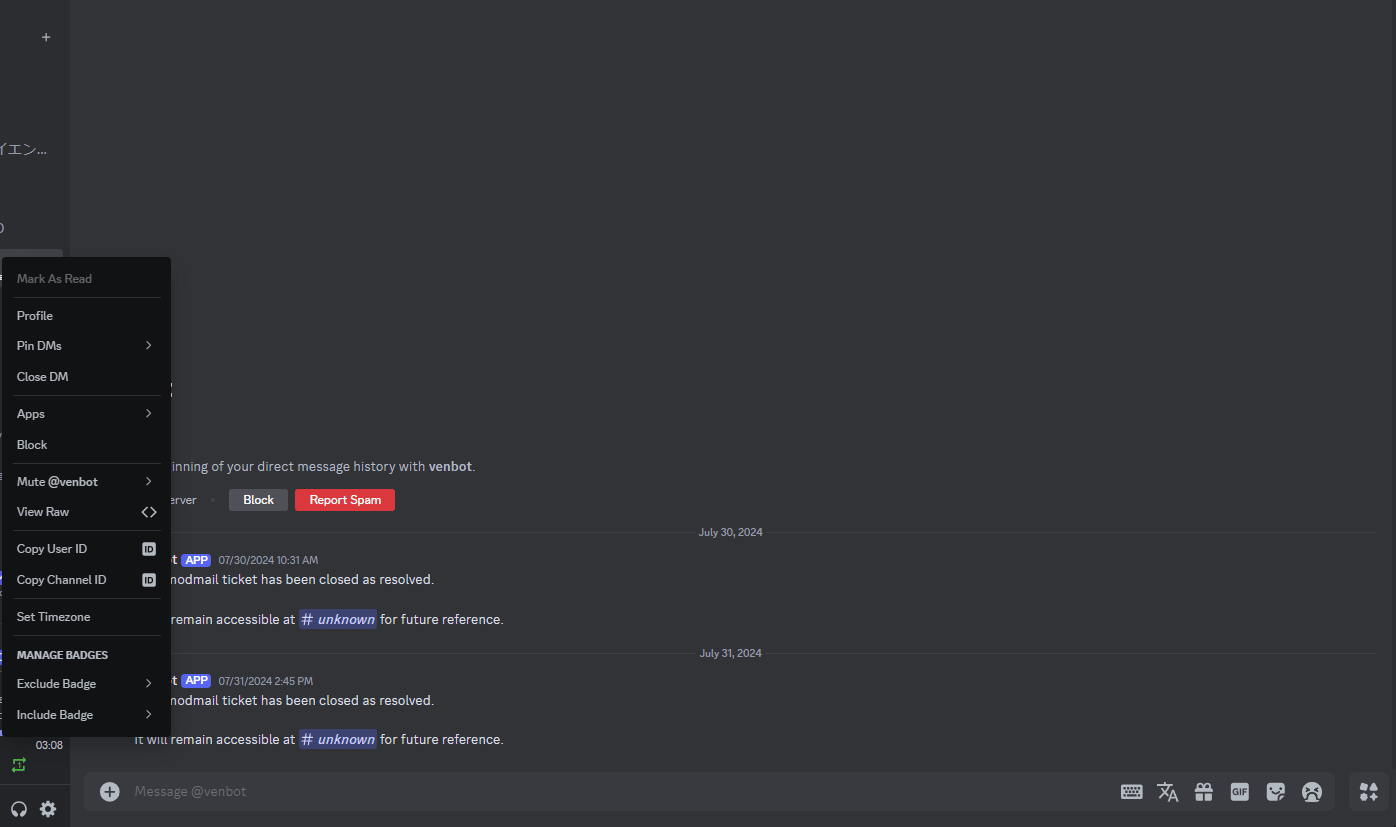 イエン...
Mark As Read
Profile
Pin DMs
Close DM
Apps
Block
Mute @venbot
View Raw
Copy User ID
ID
Copy Channel ID
ID
Set Timezone
MANAGE BADGES
Exclude Badge
Include Badge
03:08
inning of your direct message history with venbot.
erver
Block
Report Spam
July 30, 2024
t APP 07/30/2024 10:31 AM
modmail ticket has been closed as resolved.
remain accessible at # unknown for future reference.
July 31, 2024
t APP 07/31/2024 2:45 PM
modmail ticket has been closed as resolved.
It will remain accessible at # unknown for future reference.
Message @venbot
GIF